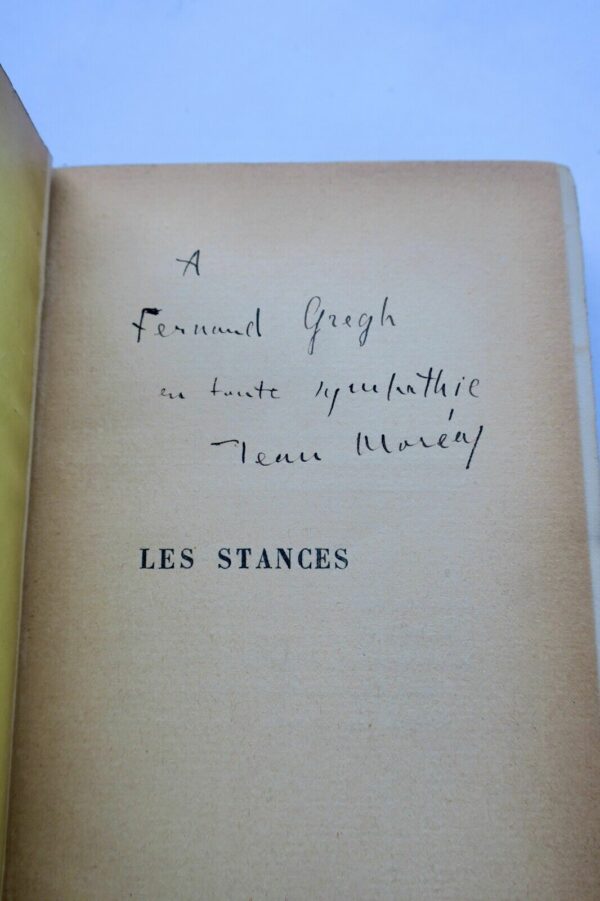 A
Fernand Gregh
en toute sympathie
Jean Moréas
LES STANCES